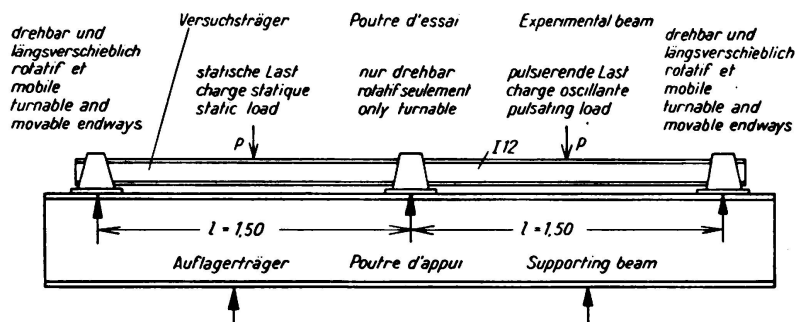 drehbar und
längsverschieblich
rotatif et
mobile
turnable and
movable endways
Versuchsträger
Poutre d'essai
Experimental beam
statische Last
charge statique
static load
nur drehbar
rotatif seulement
only turnable
pulsierende Last
charge oscillante
pulsating load
drehbar und
längsverschieblich
rotatif et
mobile
turnable and
movable endways
P
I 12
P
l = 1,50
l = 1,50
Auflagerträger
Poutre d'appui
Supporting beam